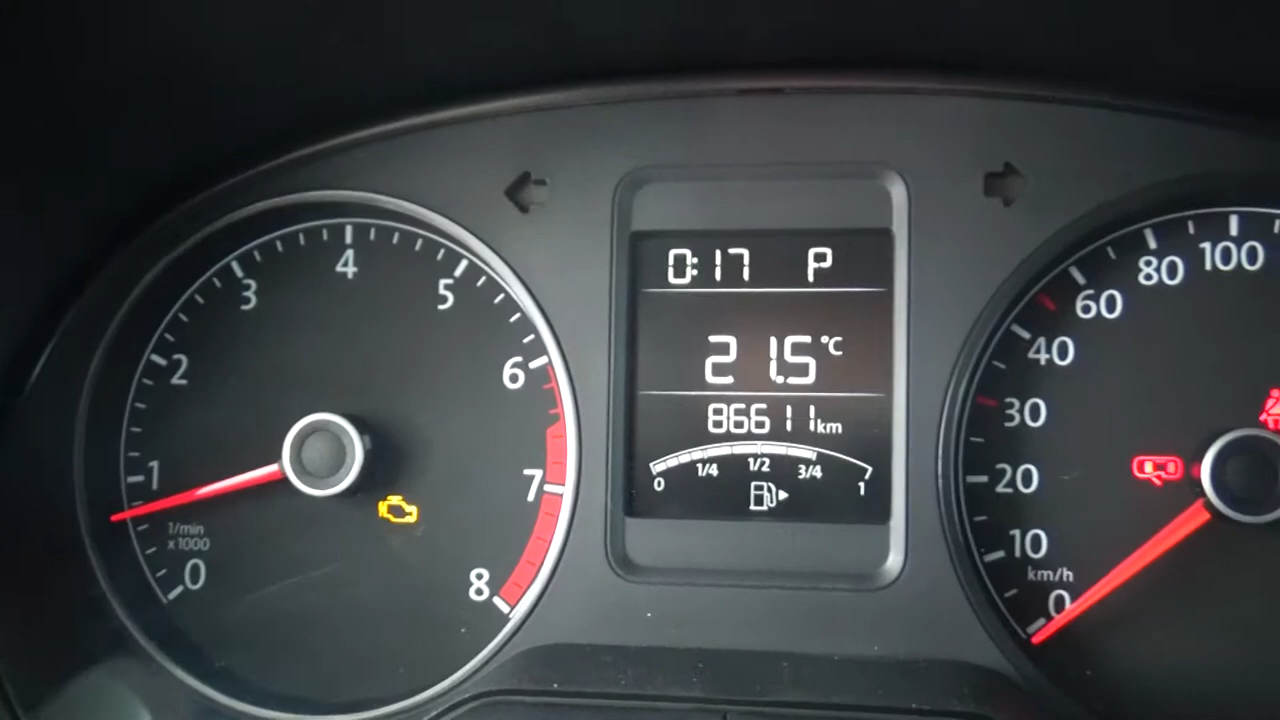 0 1 2 3 4 5 6 7 8
1/min
x1000
0:17 P
21.5°C
86611km
0 1/4 1/2 3/4 1
0 10 20 30 40 60 80 100
km/h